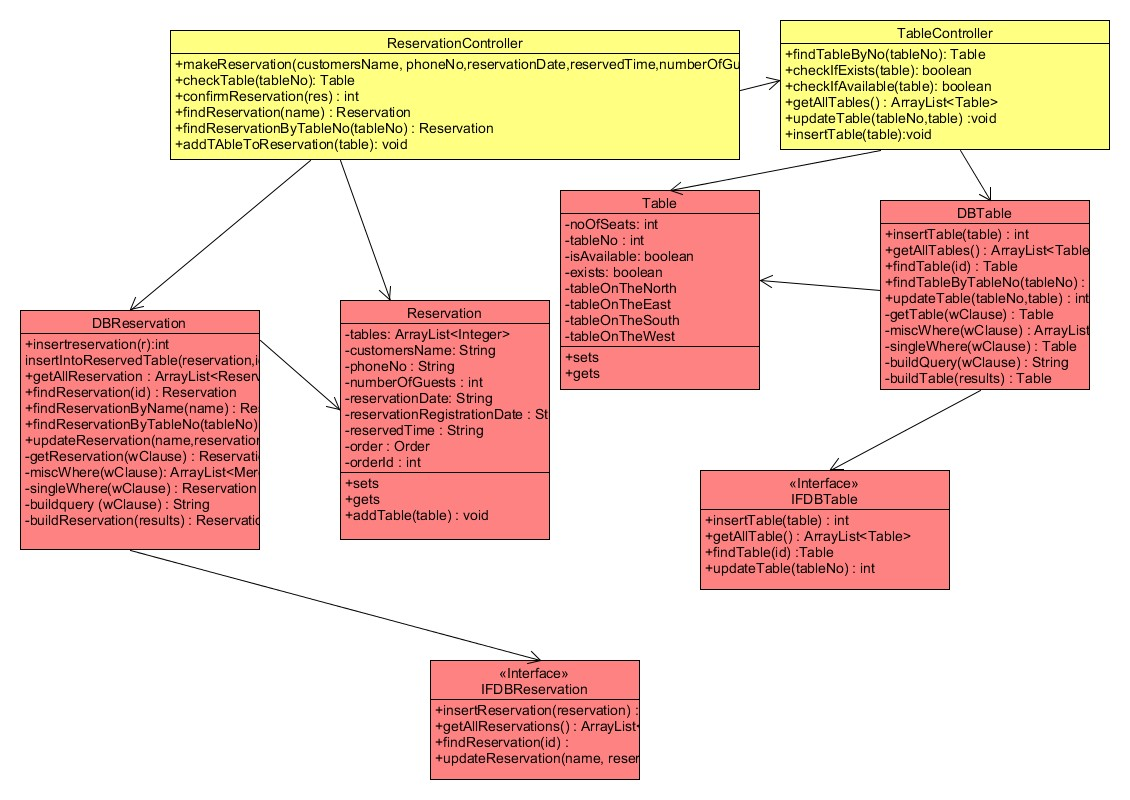 ReservationController
+makeReservation(customersName, phoneNo,reservationDate,reservedTime,numberOfGu
+checkTable(tableNo): Table
+confirmReservation(res) : int
+findReservation(name) : Reservation
+findReservationByTableNo(tableNo) : Reservation
+addTAbleToReservation(table): void
TableController
+findTableByNo(tableNo): Table
+checkIfExists(table): boolean
+checkIfAvailable(table): boolean
+getAllTables() : ArrayList<Table>
+updateTable(tableNo,table) :void
+insertTable(table):void
Table
-noOfSeats: int
-tableNo : int
-isAvailable: boolean
-exists: boolean
-tableOnTheNorth
-tableOnTheEast
-tableOnTheSouth
-tableOnTheWest
+sets
+gets
DBTable
+insertTable(table) : int
+getAllTables() : ArrayList<Table
+findTable(id) : Table
+findTableByTableNo(tableNo) :
+updateTable(tableNo,table) : int
-getTable(wClause) : Table
-miscWhere(wClause) : ArrayList
-singleWhere(wClause) : Table
-buildQuery(wClause) : String
-buildTable(results) : Table
DBReservation
+insertreservation(r):int
insertIntoReservedTable(reservation,i
+getAllReservation : ArrayList<Reserv
+findReservation(id) : Reservation
+findReservationByName(name) : Re
+findReservationByTableNo(tableNo)
+updateReservation(name,reservation
-getReservation(wClause) : Reservati
-miscWhere(wClause): ArrayList<Mer
-singleWhere(wClause) : Reservation
-buildquery (wClause) : String
-buildReservation(results) : Reservatio
Reservation
-tables: ArrayList<Integer>
-customersName: String
-phoneNo : String
-numberOfGuests : int
-reservationDate: String
-reservationRegistrationDate : St
-reservedTime : String
-order : Order
-orderId : int
+sets
+gets
+addTable(table) : void
«Interface»
IFDBTable
+insertTable(table) : int
+getAllTable() : ArrayList<Table>
+findTable(id) :Table
+updateTable(tableNo) : int
«Interface»
IFDBReservation
+insertReservation(reservation) :
+getAllReservations() : ArrayList<
+findReservation(id) :
+updateReservation(name, reser